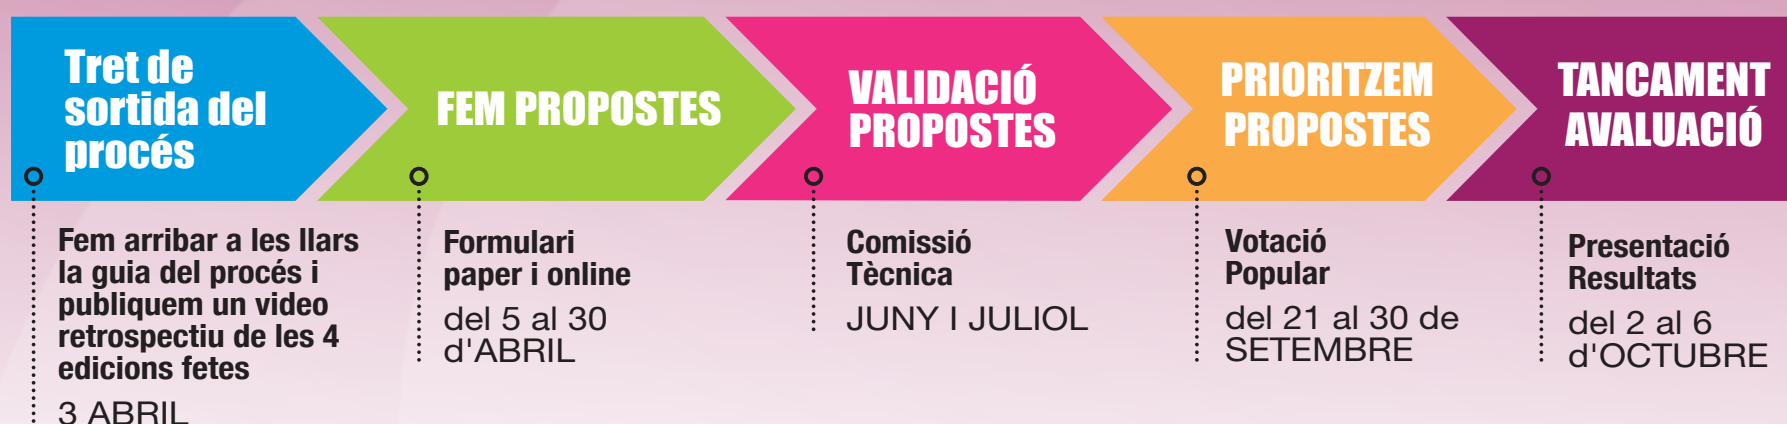 Tret de
sortida del
procés
Fem arribar a les llars
la guia del procés i
publiquem un video
retrospectiu de les 4
edicions fetes
3 ABRIL
FEM PROPOSTES
Formulari
paper i online
del 5 al 30
d'ABRIL
VALIDACIÓ
PROPOSTES
Comissió
Tècnica
JUNY I JULIOL
PRIORITZEM
PROPOSTES
Votació
Popular
del 21 al 30 de
SETEMBRE
TANCAMENT
AVALUACIÓ
Presentació
Resultats
del 2 al 6
d'OCTUBRE